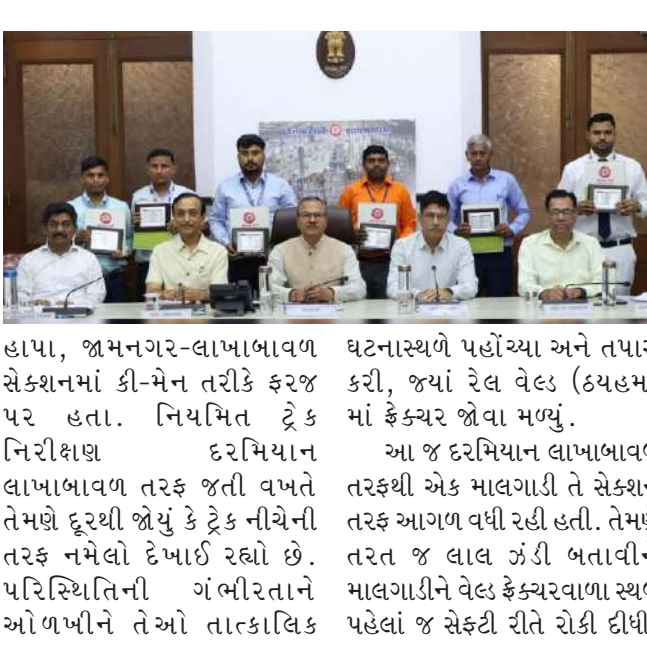 હાપા, જામનગર-લાખાબાવળ
સેક્શનમાં કી-મેન તરીકે ફરજ
પર હતા. નિયમિત ટ્રેક
નિરીક્ષણ દરમિયાન
લાખાબાવળ તરફ જતી વખતે
તેમણે દૂરથી જોયું કે ટ્રેક નીચેની
તરફ નમેલો દેખાઈ રહ્યો છે.
પરિસ્થિતિની ગંભીરતાને
ઓળખીને તેઓ તાત્કાલિક
ઘટનાસ્થળે પહોંચ્યા અને તપાસ
કરી, જ્યાં રેલ વેલ્ડ (ઠયહમ
માં ફ્રેક્ચર જોવા મળ્યું.
આ જ દરમિયાન લાખાબાવળ
તરફથી એક માલગાડી તે સેક્શન
તરફ આગળ વધી રહી હતી. તેમણે
તરત જ લાલ ઝંડી બતાવીને
માલગાડીને વેલ્ડ ફ્રેક્ચરવાળા સ્થળ
પહેલાં જ સેફ્ટી રીતે રોકી દીધી